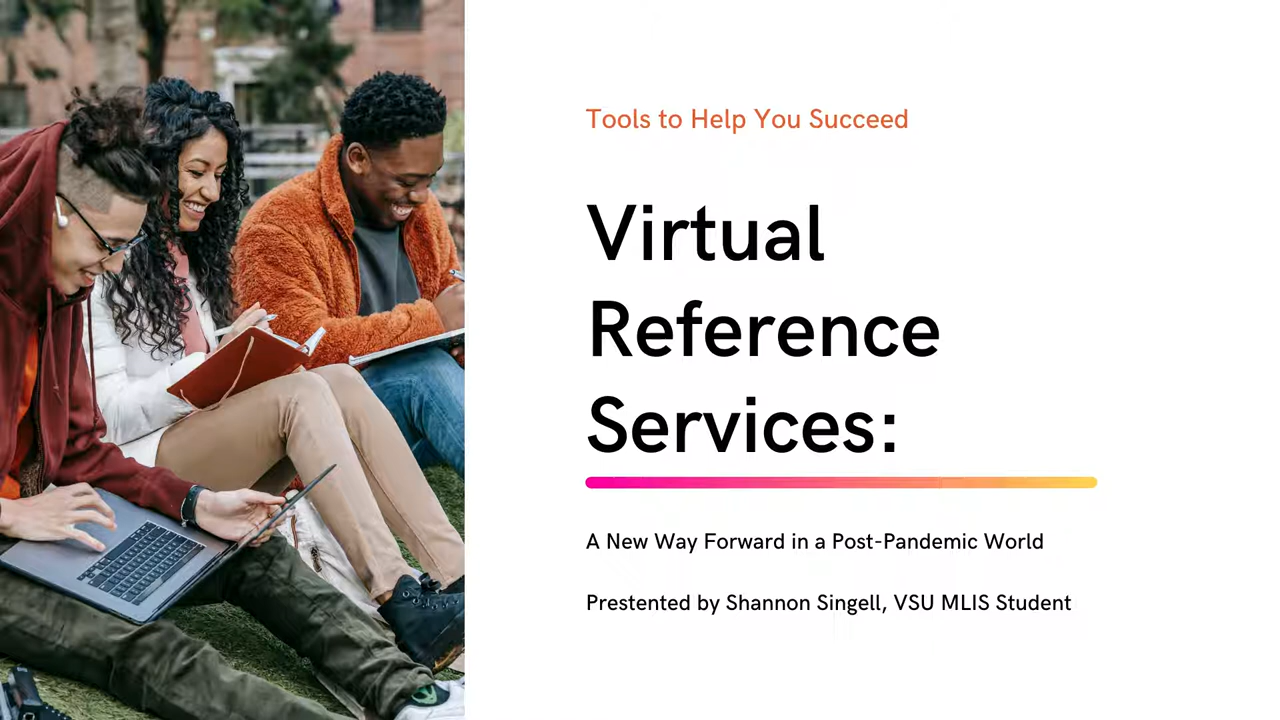 Tools to Help You Succeed
Virtual
Reference
Services:
A New Way Forward in a Post-Pandemic World
Prestented by Shannon Singell, VSU MLIS Student